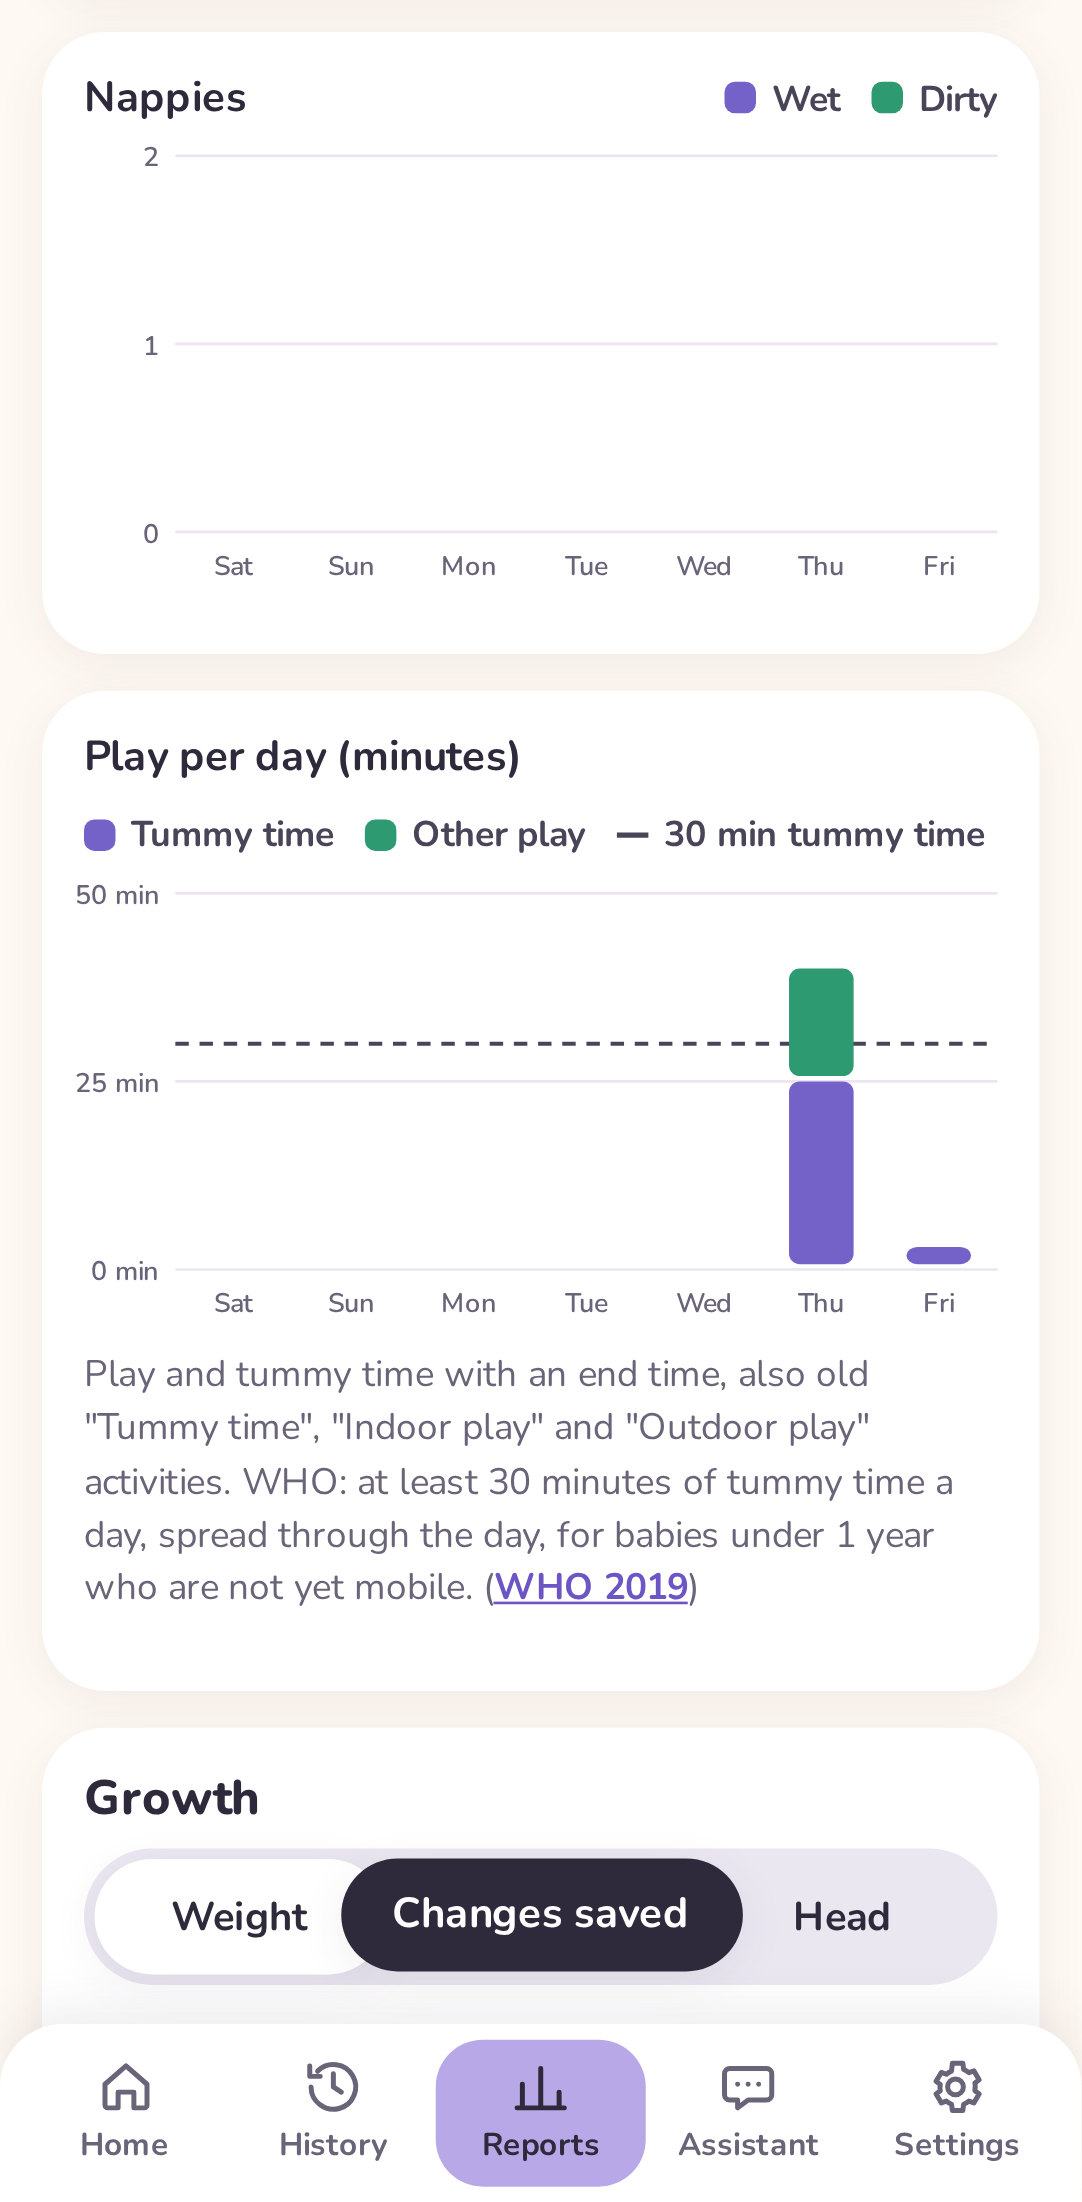 Nappies
Wet Dirty
2
1
0
Sat Sun Mon Tue Wed Thu Fri
Play per day (minutes)
Tummy time Other play 30 min tummy time
50 min
25 min
0 min
Sat Sun Mon Tue Wed Thu Fri
Play and tummy time with an end time, also old
"Tummy time", "Indoor play" and "Outdoor play"
activities. WHO: at least 30 minutes of tummy time a
day, spread through the day, for babies under 1 year
who are not yet mobile. (WHO 2019)
Growth
Weight Changes saved Head
Home History Reports Assistant Settings